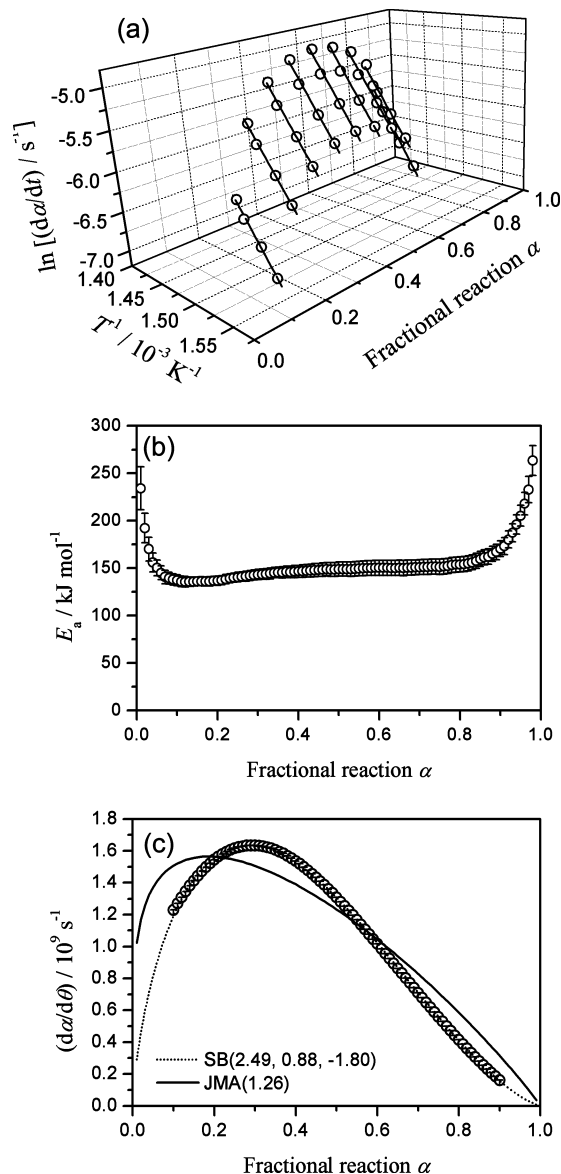 (a)
-5.0
-5.5
-6.0
-6.5
-7.0
ln [(dα/dt) / s⁻¹]
1.40
1.45
1.50
1.55
T⁻¹ / 10⁻³ K⁻¹
0.0
0.2
0.4
0.6
0.8
1.0
Fractional reaction α
(b)
300
250
200
150
100
50
0
Eₐ / kJ mol⁻¹
0.0 0.2 0.4 0.6 0.8 1.0
Fractional reaction α
(c)
1.8
1.6
1.4
1.2
1.0
0.8
0.6
0.4
0.2
0.0
(dα/dθ) / 10⁹ s⁻¹
SB(2.49, 0.88, -1.80)
JMA(1.26)
0.0 0.2 0.4 0.6 0.8 1.0
Fractional reaction α